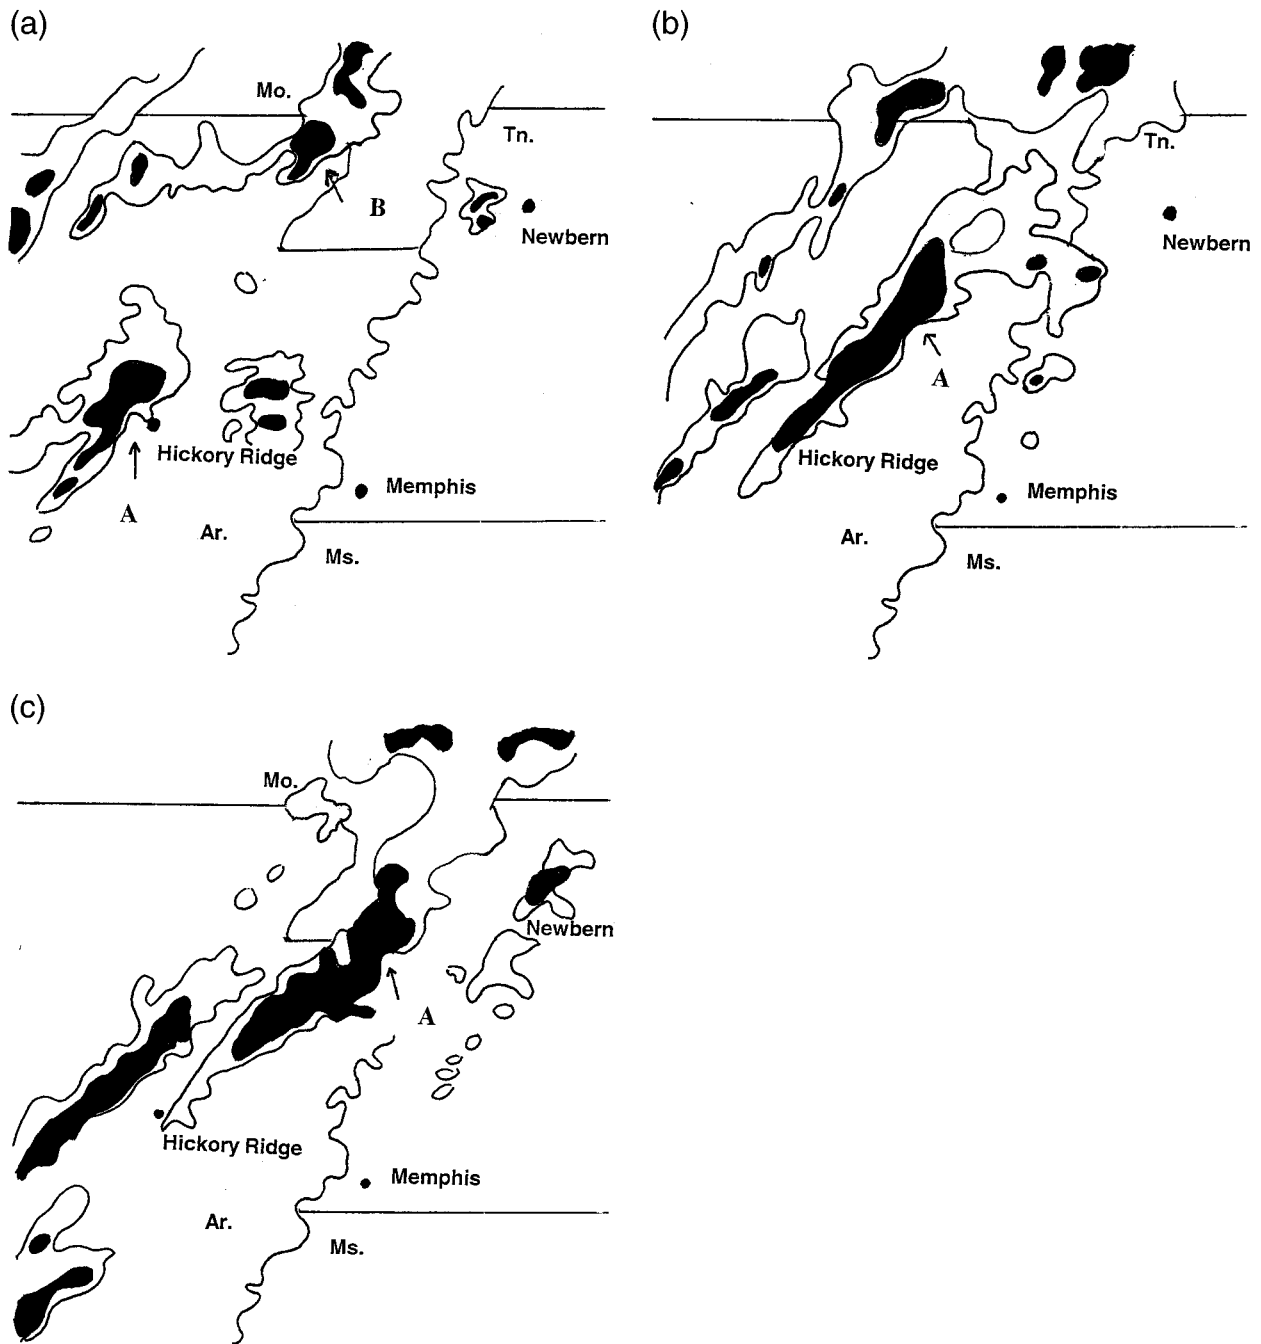 (a)
Mo.
Tn.
B
Newbern
Hickory Ridge
A
Memphis
Ar.
Ms.
(b)
Tn.
Newbern
A
Hickory Ridge
Memphis
Ar.
Ms.
(c)
Mo.
Newbern
A
Hickory Ridge
Memphis
Ar.
Ms.